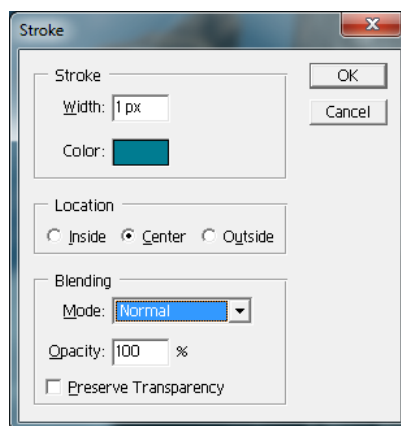 Stroke
Stroke
Width: 1 px
Color:
OK
Cancel
Location
Inside Center Outside
Blending
Mode: Normal
Opacity: 100 %
Preserve Transparency